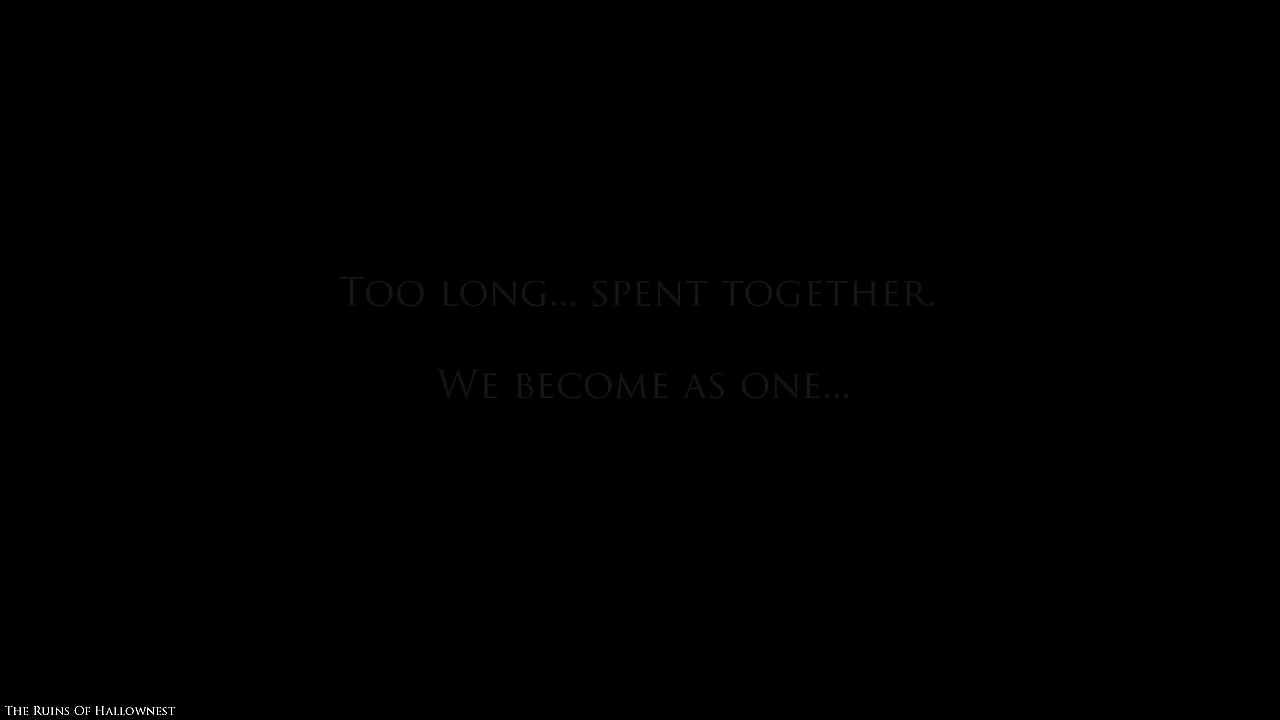 Too long... spent together.
We become as one...
The Ruins Of Hallownest